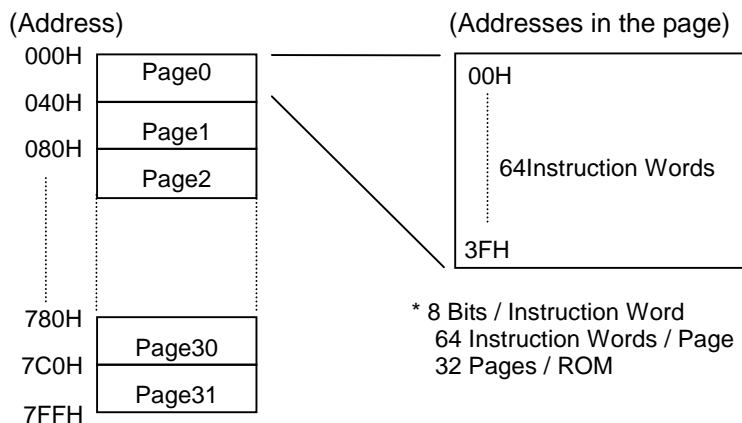 (Address)
000H
Page0
040H
Page1
080H
Page2
780H
Page30
7C0H
Page31
7FFH
(Addresses in the page)
00H
64Instruction Words
3FH
* 8 Bits / Instruction Word
64 Instruction Words / Page
32 Pages / ROM